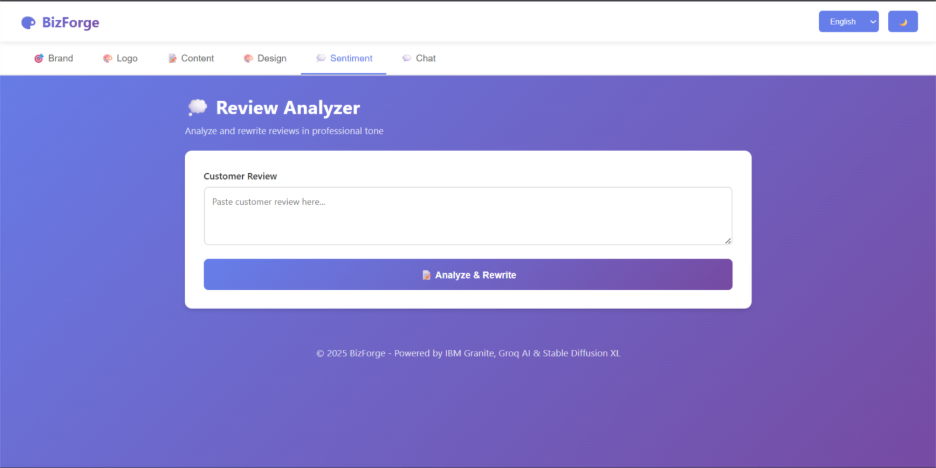 BizForge
English
Brand Logo Content Design Sentiment Chat
Review Analyzer
Analyze and rewrite reviews in professional tone
Customer Review
Paste customer review here...
Analyze & Rewrite
© 2025 BizForge - Powered by IBM Granite, Groq AI & Stable Diffusion XL